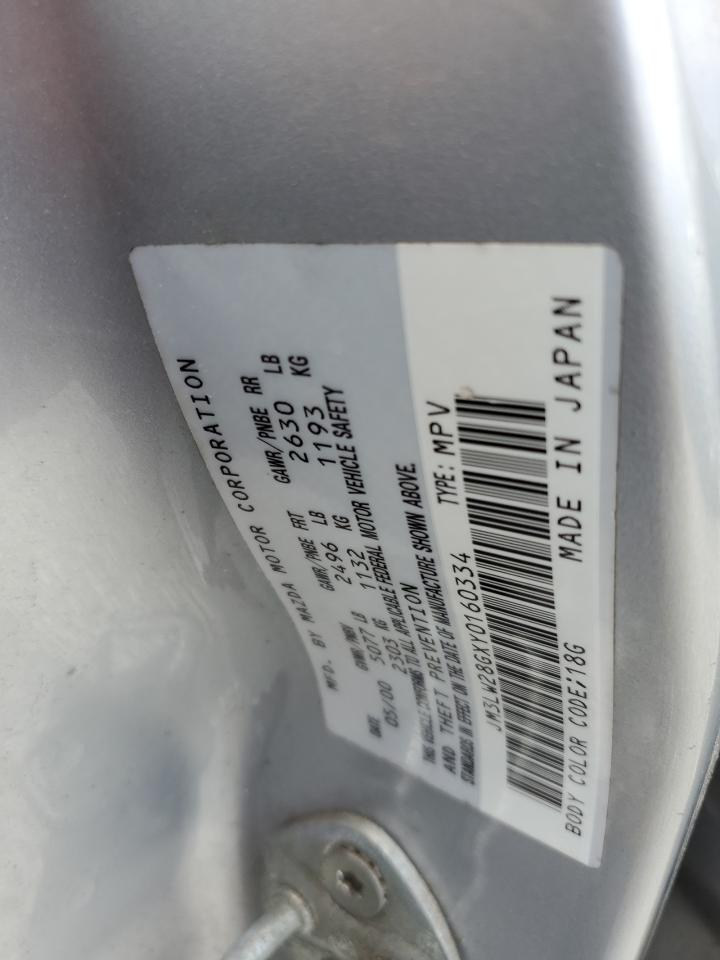 MFD. BY MAZDA MOTOR CORPORATION
DATE GVWR/PNBV GAWR/PNBE FRT GAWR/PNBE RR
05/00 5077 LB 2496 LB 2630 LB
2303 KG 1132 KG 1193 KG
THIS VEHICLE CONFORMS TO ALL APPLICABLE FEDERAL MOTOR VEHICLE SAFETY
AND THEFT PREVENTION
STANDARDS IN EFFECT ON THE DATE OF MANUFACTURE SHOWN ABOVE.
JM3LW28GXY0160334 TYPE: MPV
BODY COLOR CODE:18G MADE IN JAPAN